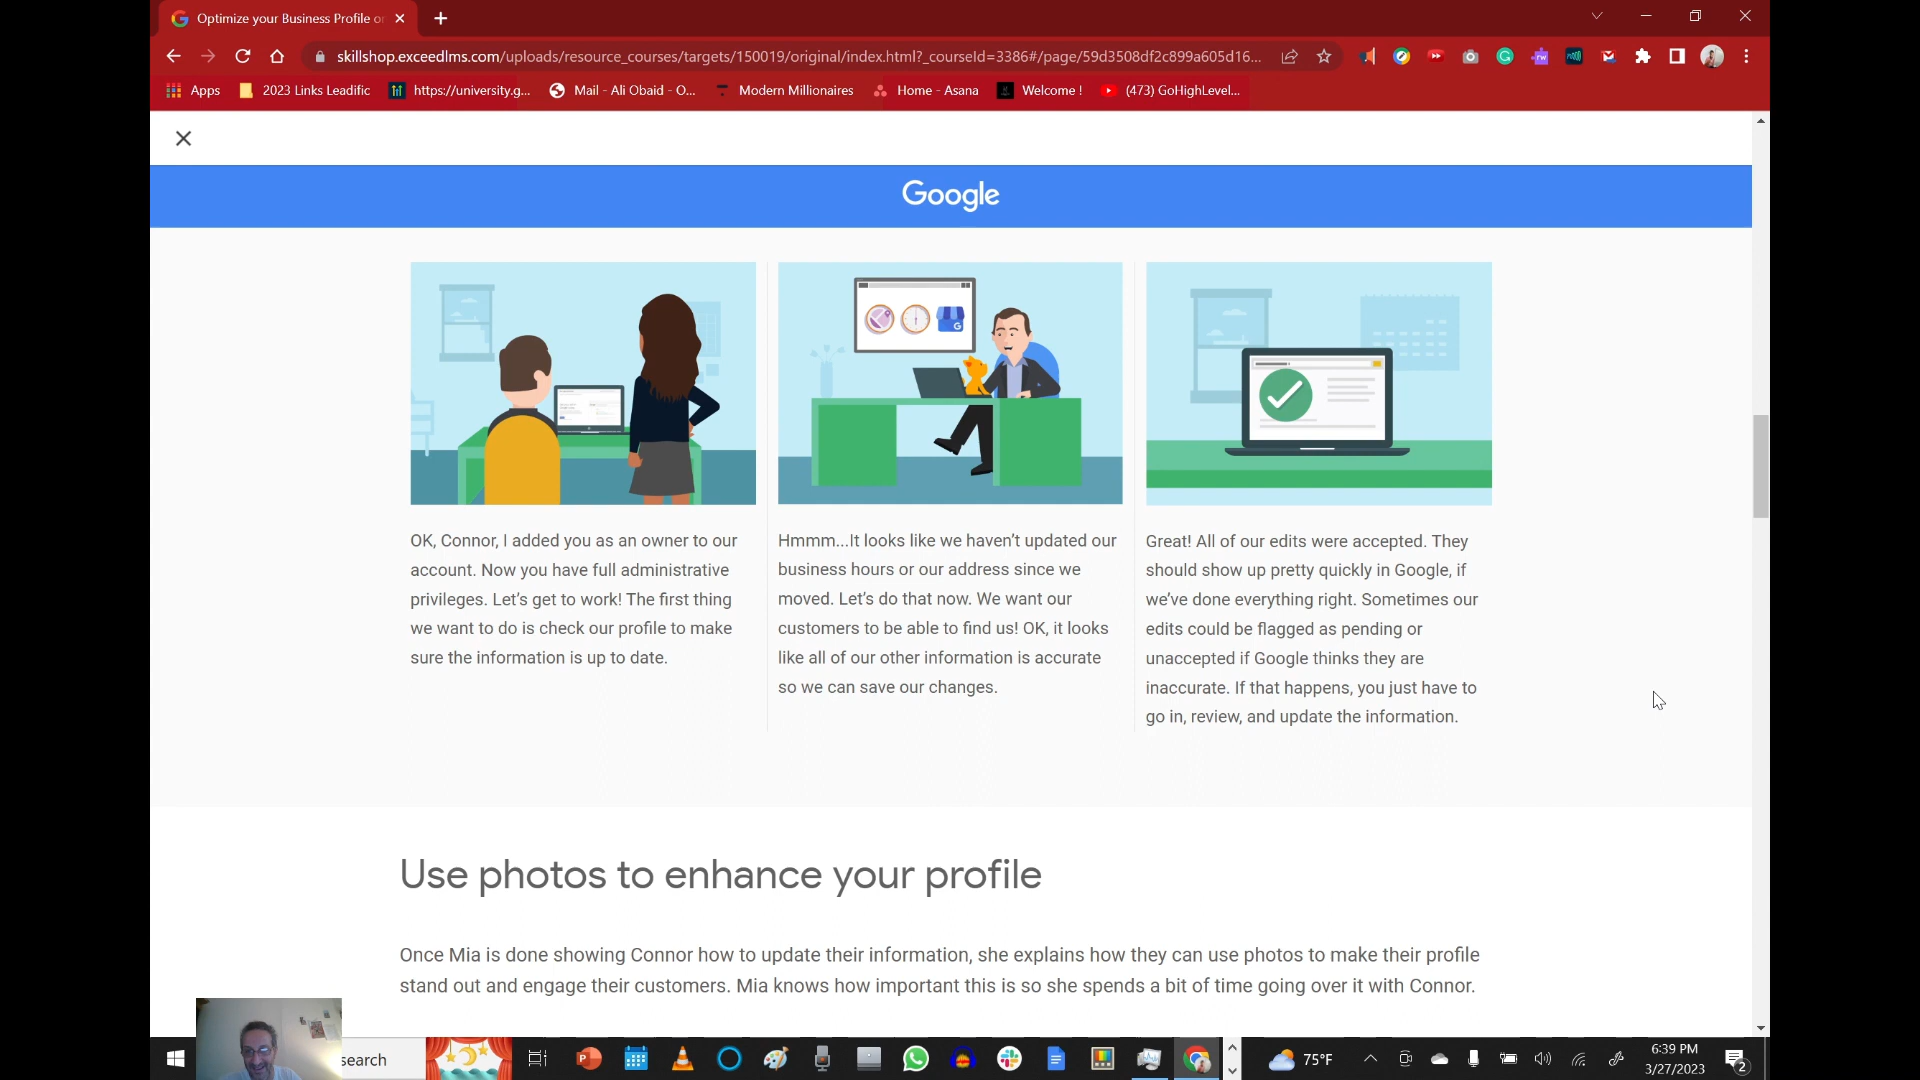 Optimize your Business Profile or
skillshop.exceedlms.com/uploads/resource_courses/targets/150019/original/index.html?_courseId=3386#/page/59d3508df2c899a605d16...
Apps
2023 Links Leadific
https://university.g...
Mail - Ali Obaid - O...
Modern Millionaires
Home - Asana
Welcome !
(473) GoHighLevel...
Google
OK, Connor, I added you as an owner to our
account. Now you have full administrative
privileges. Let's get to work! The first thing
we want to do is check our profile to make
sure the information is up to date.
Hmmm...It looks like we haven't updated our
business hours or our address since we
moved. Let's do that now. We want our
customers to be able to find us! OK, it looks
like all of our other information is accurate
so we can save our changes.
Great! All of our edits were accepted. They
should show up pretty quickly in Google, if
we've done everything right. Sometimes our
edits could be flagged as pending or
unaccepted if Google thinks they are
inaccurate. If that happens, you just have to
go in, review, and update the information.
Use photos to enhance your profile
Once Mia is done showing Connor how to update their information, she explains how they can use photos to make their profile
stand out and engage their customers. Mia knows how important this is so she spends a bit of time going over it with Connor.
search
75°F
6:39 PM
3/27/2023
2